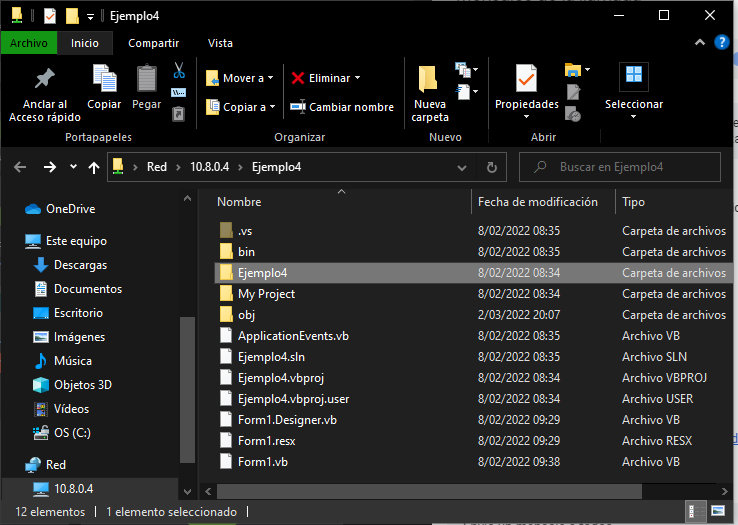 Ejemplo4
Archivo Inicio Compartir Vista
Anclar al Acceso rápido
Copiar
Pegar
Mover a
Copiar a
Eliminar
Cambiar nombre
Nueva carpeta
Propiedades
Seleccionar
Portapapeles Organizar Nuevo Abrir
Red 10.8.0.4 Ejemplo4
Buscar en Ejemplo4
OneDrive
Este equipo
Descargas
Documentos
Escritorio
Imágenes
Música
Objetos 3D
Vídeos
OS (C:)
Red
10.8.0.4
Nombre Fecha de modificación Tipo
.vs 8/02/2022 08:35 Carpeta de archivos
bin 8/02/2022 08:35 Carpeta de archivos
Ejemplo4 8/02/2022 08:34 Carpeta de archivos
My Project 8/02/2022 08:34 Carpeta de archivos
obj 2/03/2022 20:07 Carpeta de archivos
ApplicationEvents.vb 8/02/2022 08:35 Archivo VB
Ejemplo4.sln 8/02/2022 08:35 Archivo SLN
Ejemplo4.vbproj 8/02/2022 08:34 Archivo VBPROJ
Ejemplo4.vbproj.user 8/02/2022 08:34 Archivo USER
Form1.Designer.vb 8/02/2022 09:29 Archivo VB
Form1.resx 8/02/2022 09:29 Archivo RESX
Form1.vb 8/02/2022 09:38 Archivo VB
12 elementos 1 elemento seleccionado